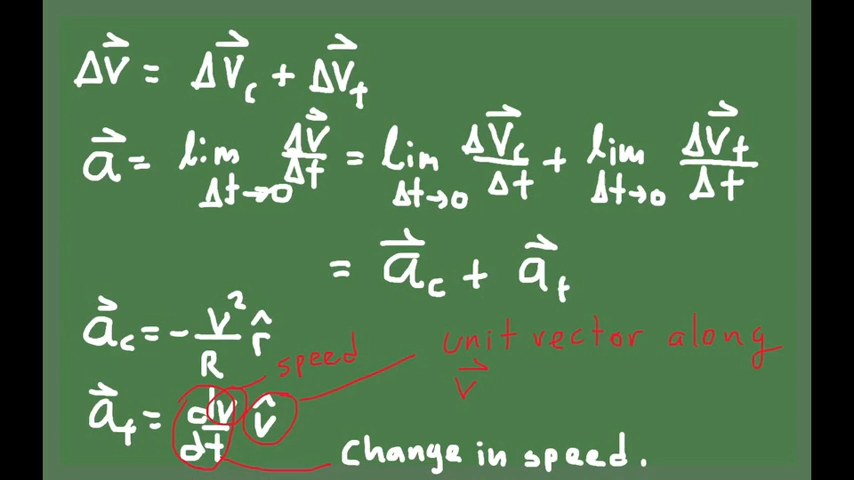 Δv⃗ = Δv⃗c + Δv⃗t
a⃗ = lim Δt→0 Δv⃗/Δt = lim Δt→0 Δv⃗c/Δt + lim Δt→0 Δv⃗t/Δt
= a⃗c + a⃗t
a⃗c = - v²/R r̂
speed
unit vector along v⃗
a⃗t = dv/dt v̂
change in speed.